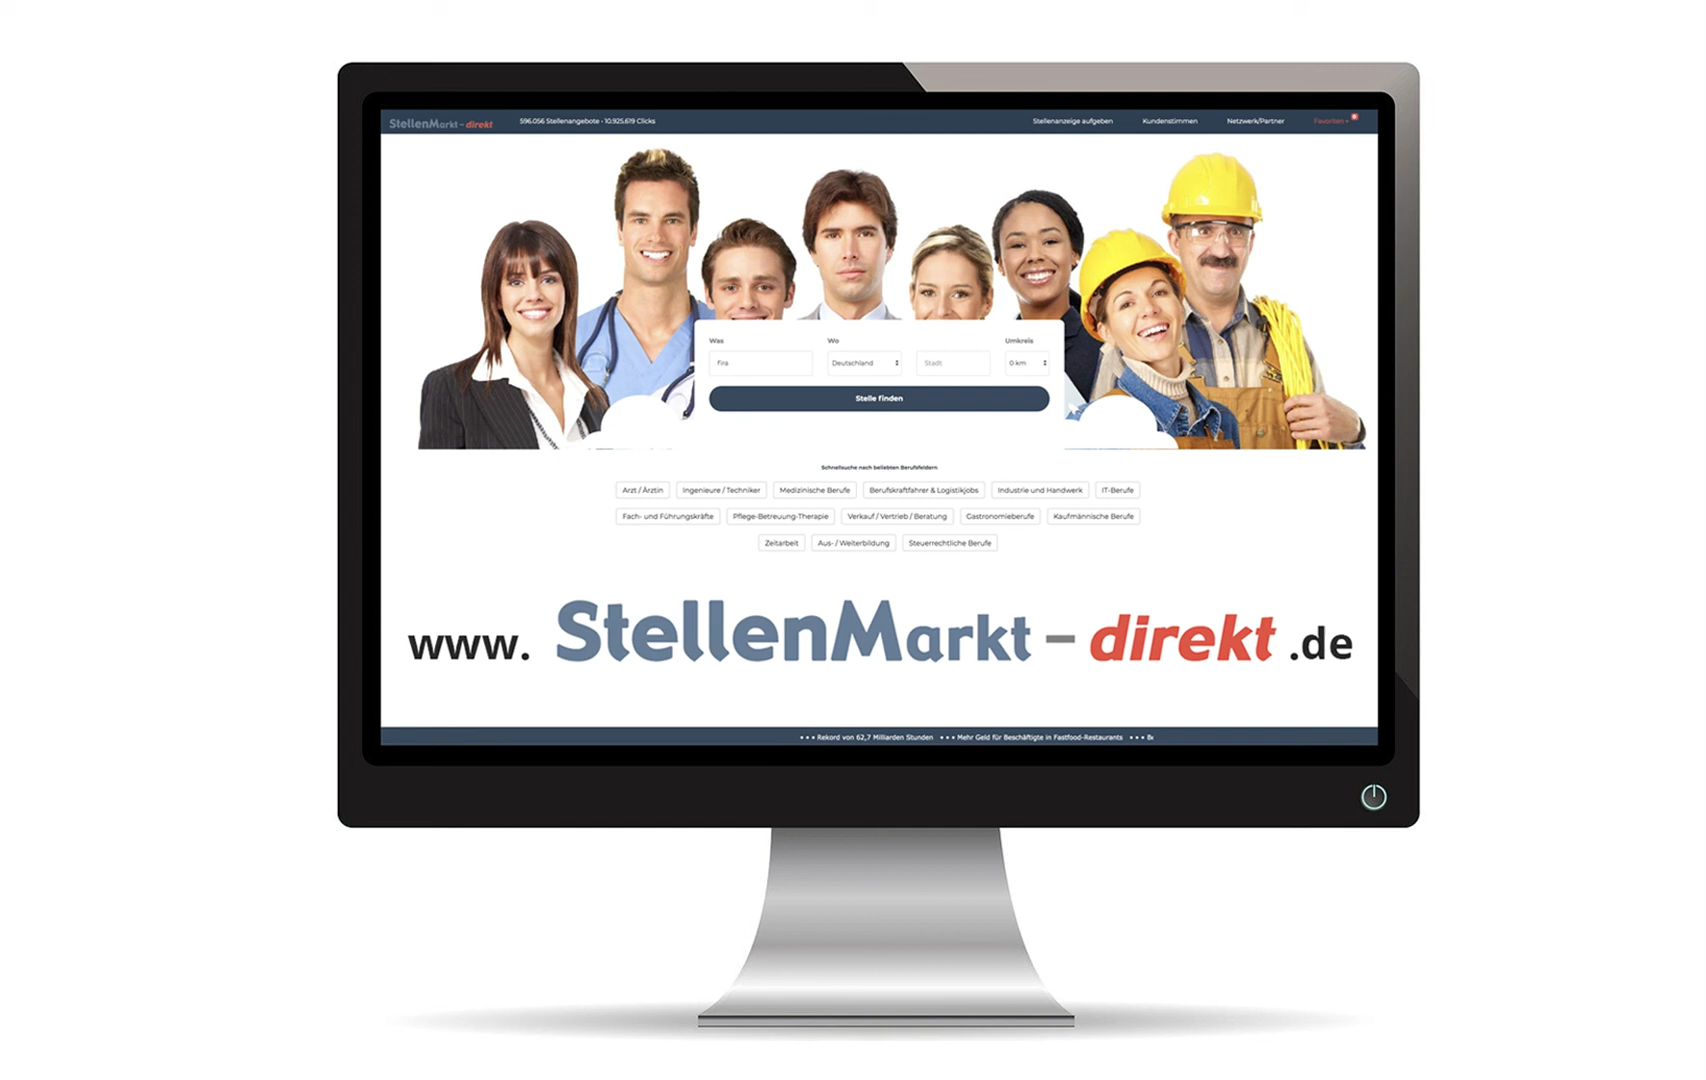 StellenMarkt - direkt 596.056 Stellenangebote - 10.925.619 Clicks Stellenanzeige aufgeben Kundenstimmen Netzwerk/Partner Favoriten
Was Wo Umkreis
fira Deutschland Stadt 0 km
Stelle finden
Schnellsuche nach beliebten Berufsfeldern
Arzt / Ärztin Ingenieure / Techniker Medizinische Berufe Berufskraftfahrer & Logistikjobs Industrie und Handwerk IT-Berufe
Fach- und Führungskräfte Pflege-Betreuung-Therapie Verkauf / Vertrieb / Beratung Gastronomieberufe Kaufmännische Berufe
Zeitarbeit Aus- / Weiterbildung Steuerrechtliche Berufe
www. StellenMarkt - direkt .de
• • • Rekord von 62,7 Milliarden Stunden • • • Mehr Geld für Beschäftigte in Fastfood-Restaurants • • •